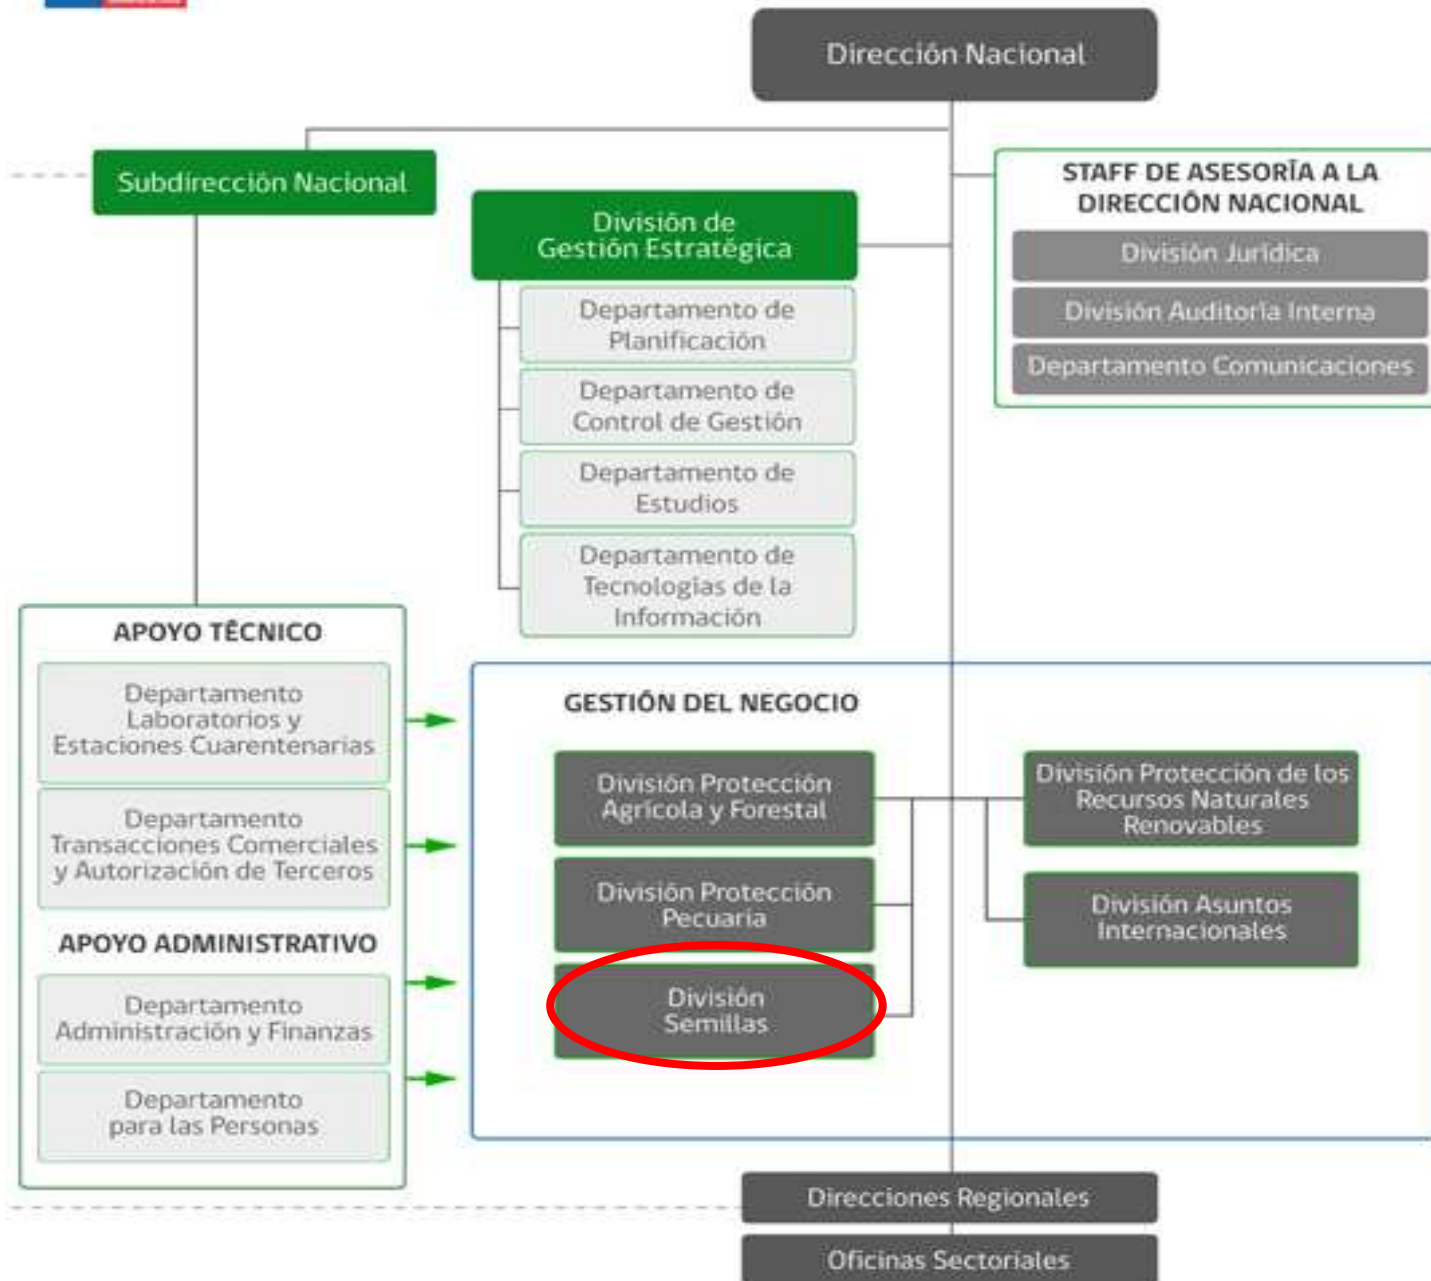 Dirección Nacional
Subdirección Nacional
STAFF DE ASESORÍA A LA
DIRECCIÓN NACIONAL
División Jurídica
División Auditoría Interna
Departamento Comunicaciones
División de
Gestión Estratégica
Departamento de
Planificación
Departamento de
Control de Gestión
Departamento de
Estudios
Departamento de
Tecnologías de la
Información
APOYO TÉCNICO
Departamento
Laboratorios y
Estaciones Cuarentenarias
Departamento
Transacciones Comerciales
y Autorización de Terceros
APOYO ADMINISTRATIVO
Departamento
Administración y Finanzas
Departamento
para las Personas
GESTIÓN DEL NEGOCIO
División Protección
Agrícola y Forestal
División Protección
Pecuaria
División
Semillas
División Protección de los
Recursos Naturales
Renovables
División Asuntos
Internacionales
Direcciones Regionales
Oficinas Sectoriales